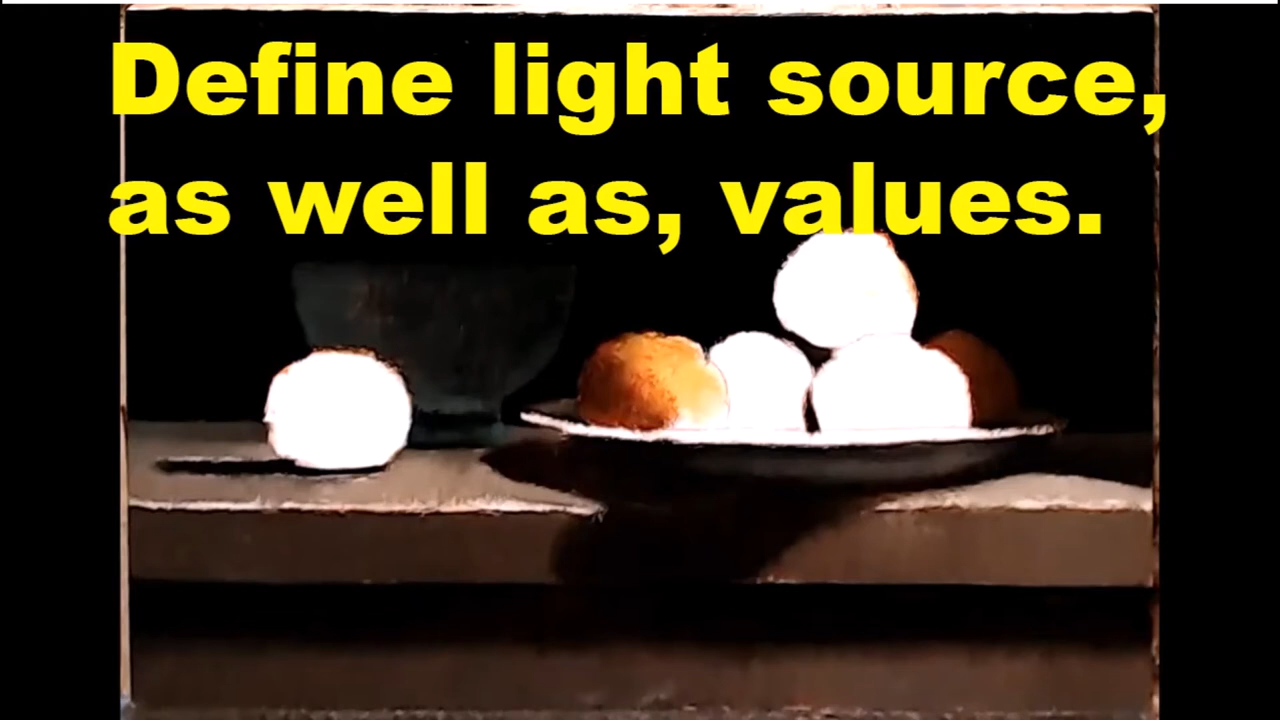 Define light source,
as well as, values.